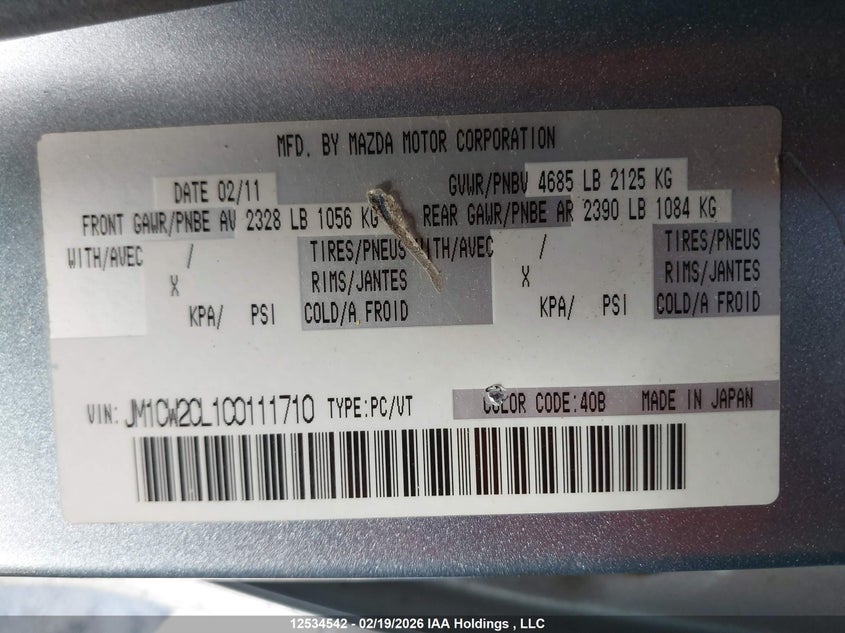 MFD. BY MAZDA MOTOR CORPORATION
DATE 02/11 GVWR/PNBV 4685 LB 2125 KG
FRONT GAWR/PNBE AV 2328 LB 1056 KG REAR GAWR/PNBE AR 2390 LB 1084 KG
WITH/AVEC / TIRES/PNEUS WITH/AVEC / TIRES/PNEUS
X RIMS/JANTES X RIMS/JANTES
KPA/ PSI COLD/A FROID KPA/ PSI COLD/A FROID
VIN: JM1CW2CL1C0111710 TYPE:PC/VT COLOR CODE:40B MADE IN JAPAN
12534542 - 02/19/2026 IAA Holdings , LLC